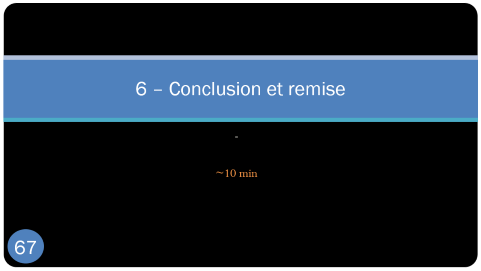 6 – Conclusion et remise
-
~10 min
67